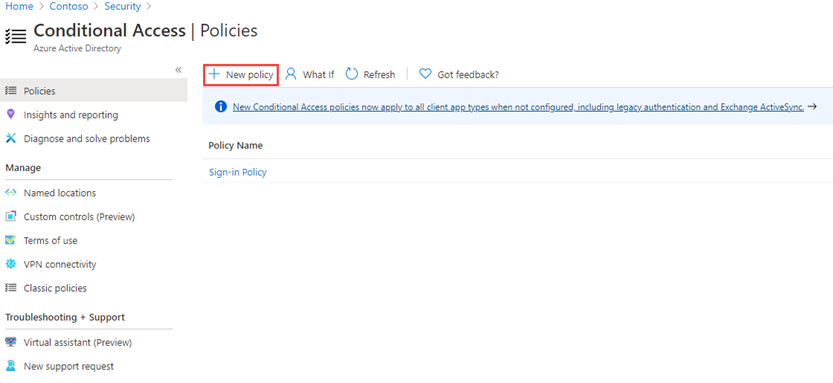 Home > Contoso > Security >
Conditional Access | Policies
Azure Active Directory
«
Policies
Insights and reporting
Diagnose and solve problems
Manage
Named locations
Custom controls (Preview)
Terms of use
VPN connectivity
Classic policies
Troubleshooting + Support
Virtual assistant (Preview)
New support request
+ New policy What If Refresh Got feedback?
New Conditional Access policies now apply to all client app types when not configured, including legacy authentication and Exchange ActiveSync. →
Policy Name
Sign-in Policy